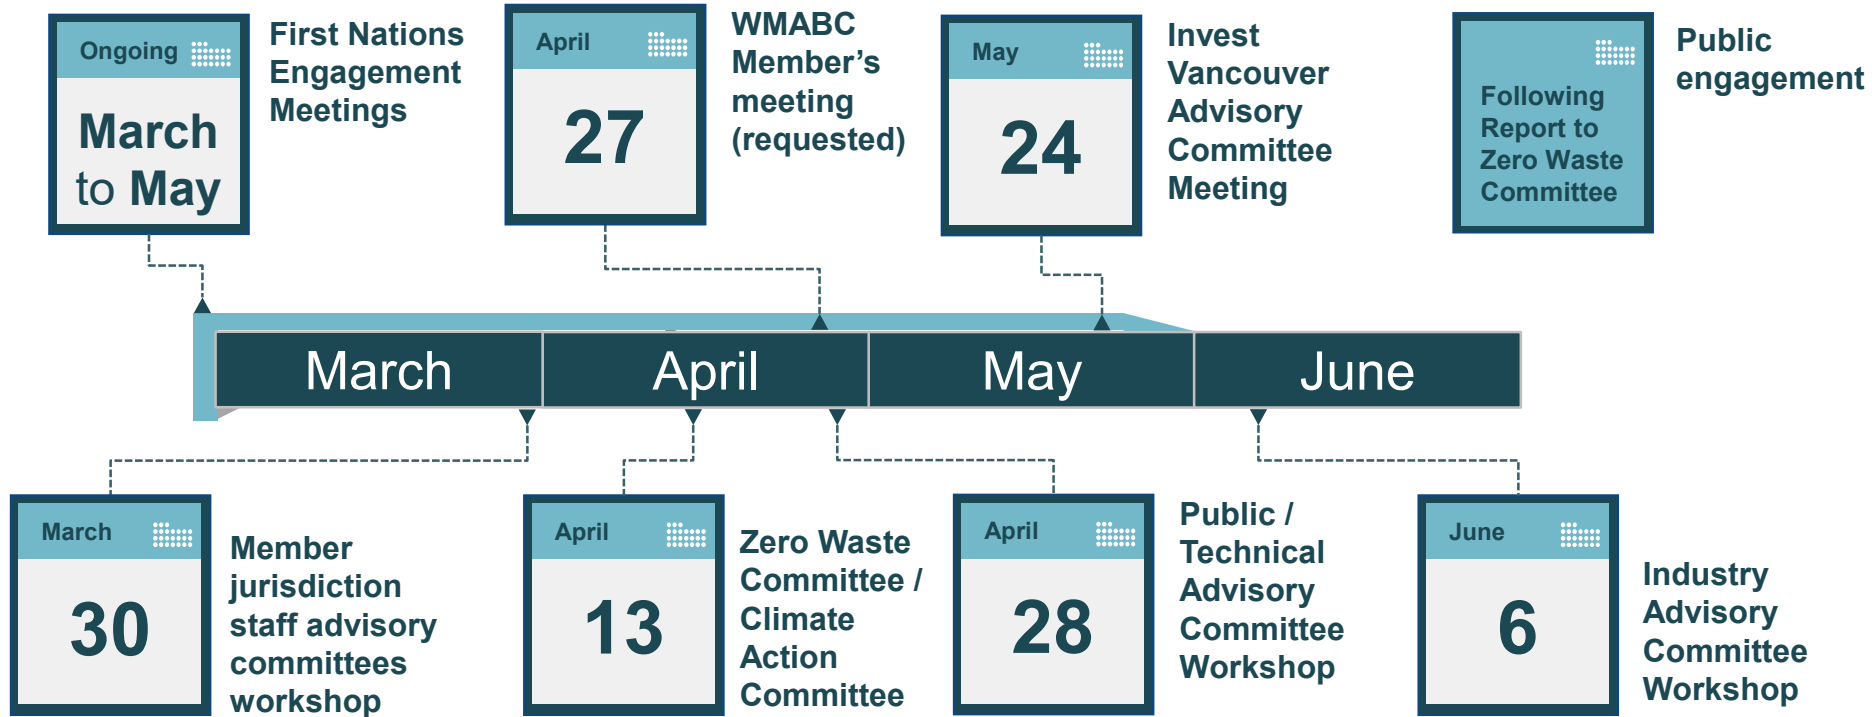 Ongoing
March
to May
First Nations
Engagement
Meetings
April
27
WMABC
Member’s
meeting
(requested)
May
24
Invest
Vancouver
Advisory
Committee
Meeting
Following
Report to
Zero Waste
Committee
Public
engagement
March
April
May
June
March
30
Member
jurisdiction
staff advisory
committees
workshop
April
13
Zero Waste
Committee /
Climate
Action
Committee
April
28
Public /
Technical
Advisory
Committee
Workshop
June
6
Industry
Advisory
Committee
Workshop